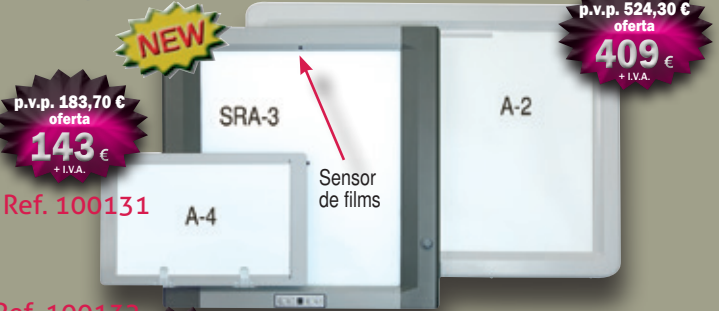 p.v.p. 524,30 €
oferta
409 €
+ I.V.A.
NEW
p.v.p. 183,70 €
oferta
143 €
+ I.V.A.
SRA-3
A-2
Sensor
de films
Ref. 100131
A-4